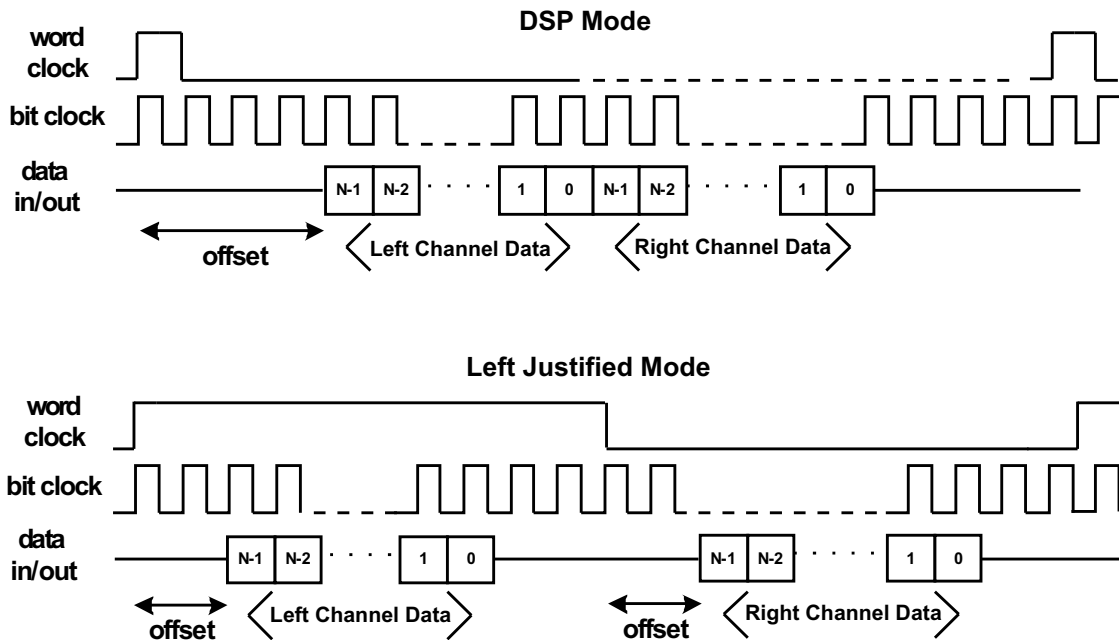 DSP Mode
word
clock
bit clock
data
in/out
N-1 N-2 1 0 N-1 N-2 1 0
offset
Left Channel Data
Right Channel Data
Left Justified Mode
word
clock
bit clock
data
in/out
N-1 N-2 1 0 N-1 N-2 1 0
offset
Left Channel Data
offset
Right Channel Data